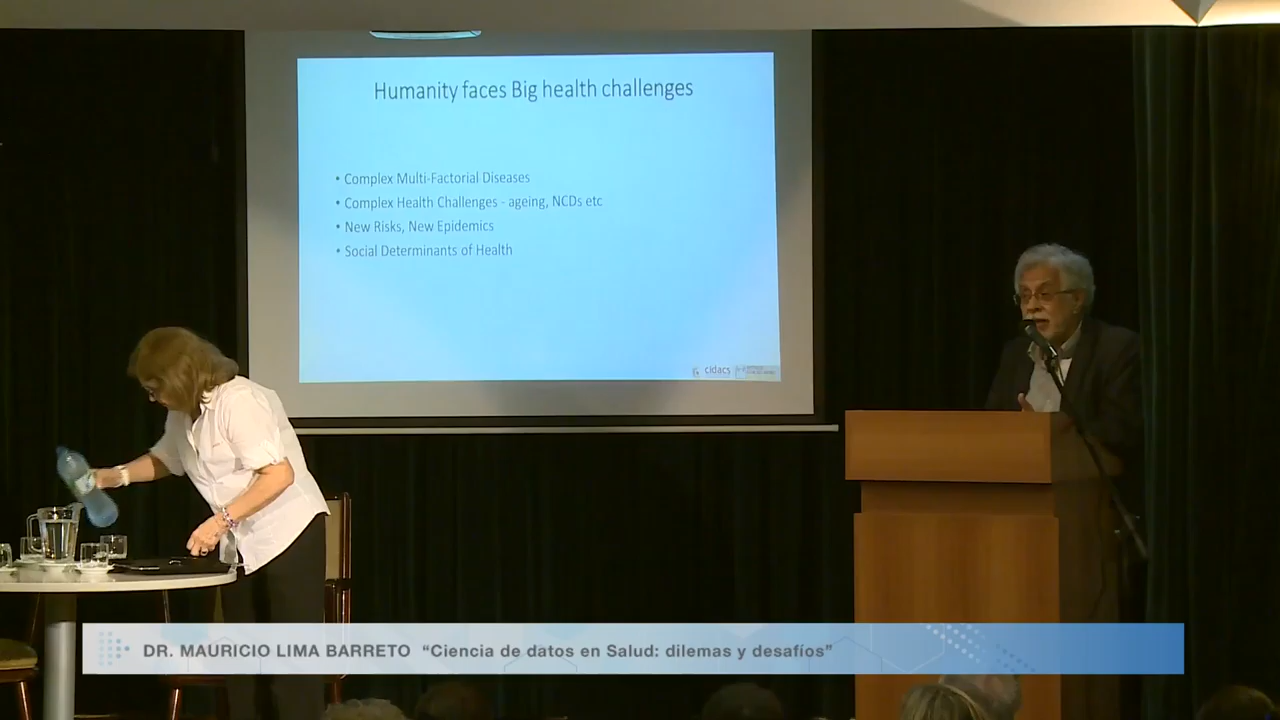 Humanity faces Big health challenges
• Complex Multi-Factorial Diseases
• Complex Health Challenges - ageing, NCDs etc
• New Risks, New Epidemics
• Social Determinants of Health
cidacs
DR. MAURICIO LIMA BARRETO “Ciencia de datos en Salud: dilemas y desafíos”